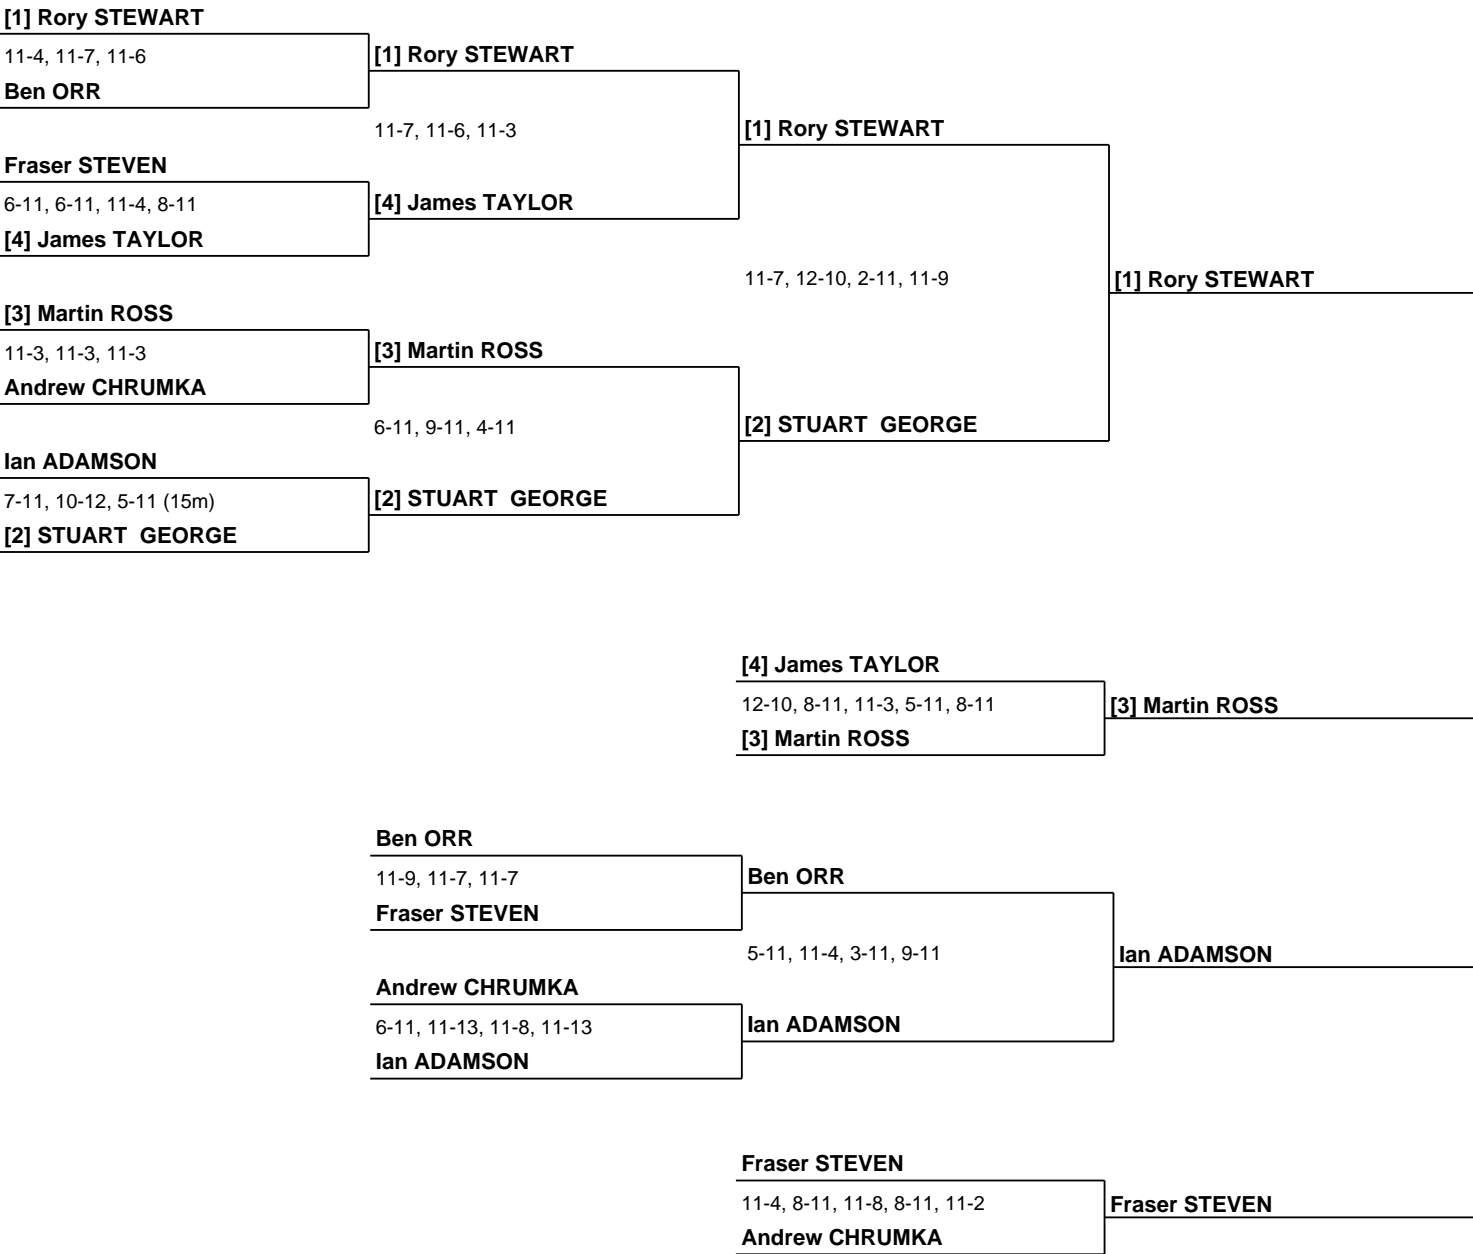 [1] Rory STEWART
11-4, 11-7, 11-6
[1] Rory STEWART
Ben ORR
11-7, 11-6, 11-3
[1] Rory STEWART
Fraser STEVEN
6-11, 6-11, 11-4, 8-11
[4] James TAYLOR
[4] James TAYLOR
11-7, 12-10, 2-11, 11-9
[1] Rory STEWART
[3] Martin ROSS
11-3, 11-3, 11-3
[3] Martin ROSS
Andrew CHRUMKA
6-11, 9-11, 4-11
[2] STUART  GEORGE
Ian ADAMSON
7-11, 10-12, 5-11 (15m)
[2] STUART  GEORGE
[2] STUART  GEORGE
[4] James TAYLOR
12-10, 8-11, 11-3, 5-11, 8-11
[3] Martin ROSS
[3] Martin ROSS
Ben ORR
11-9, 11-7, 11-7
Ben ORR
Fraser STEVEN
5-11, 11-4, 3-11, 9-11
Ian ADAMSON
Andrew CHRUMKA
6-11, 11-13, 11-8, 11-13
Ian ADAMSON
Ian ADAMSON
Fraser STEVEN
11-4, 8-11, 11-8, 8-11, 11-2
Fraser STEVEN
Andrew CHRUMKA